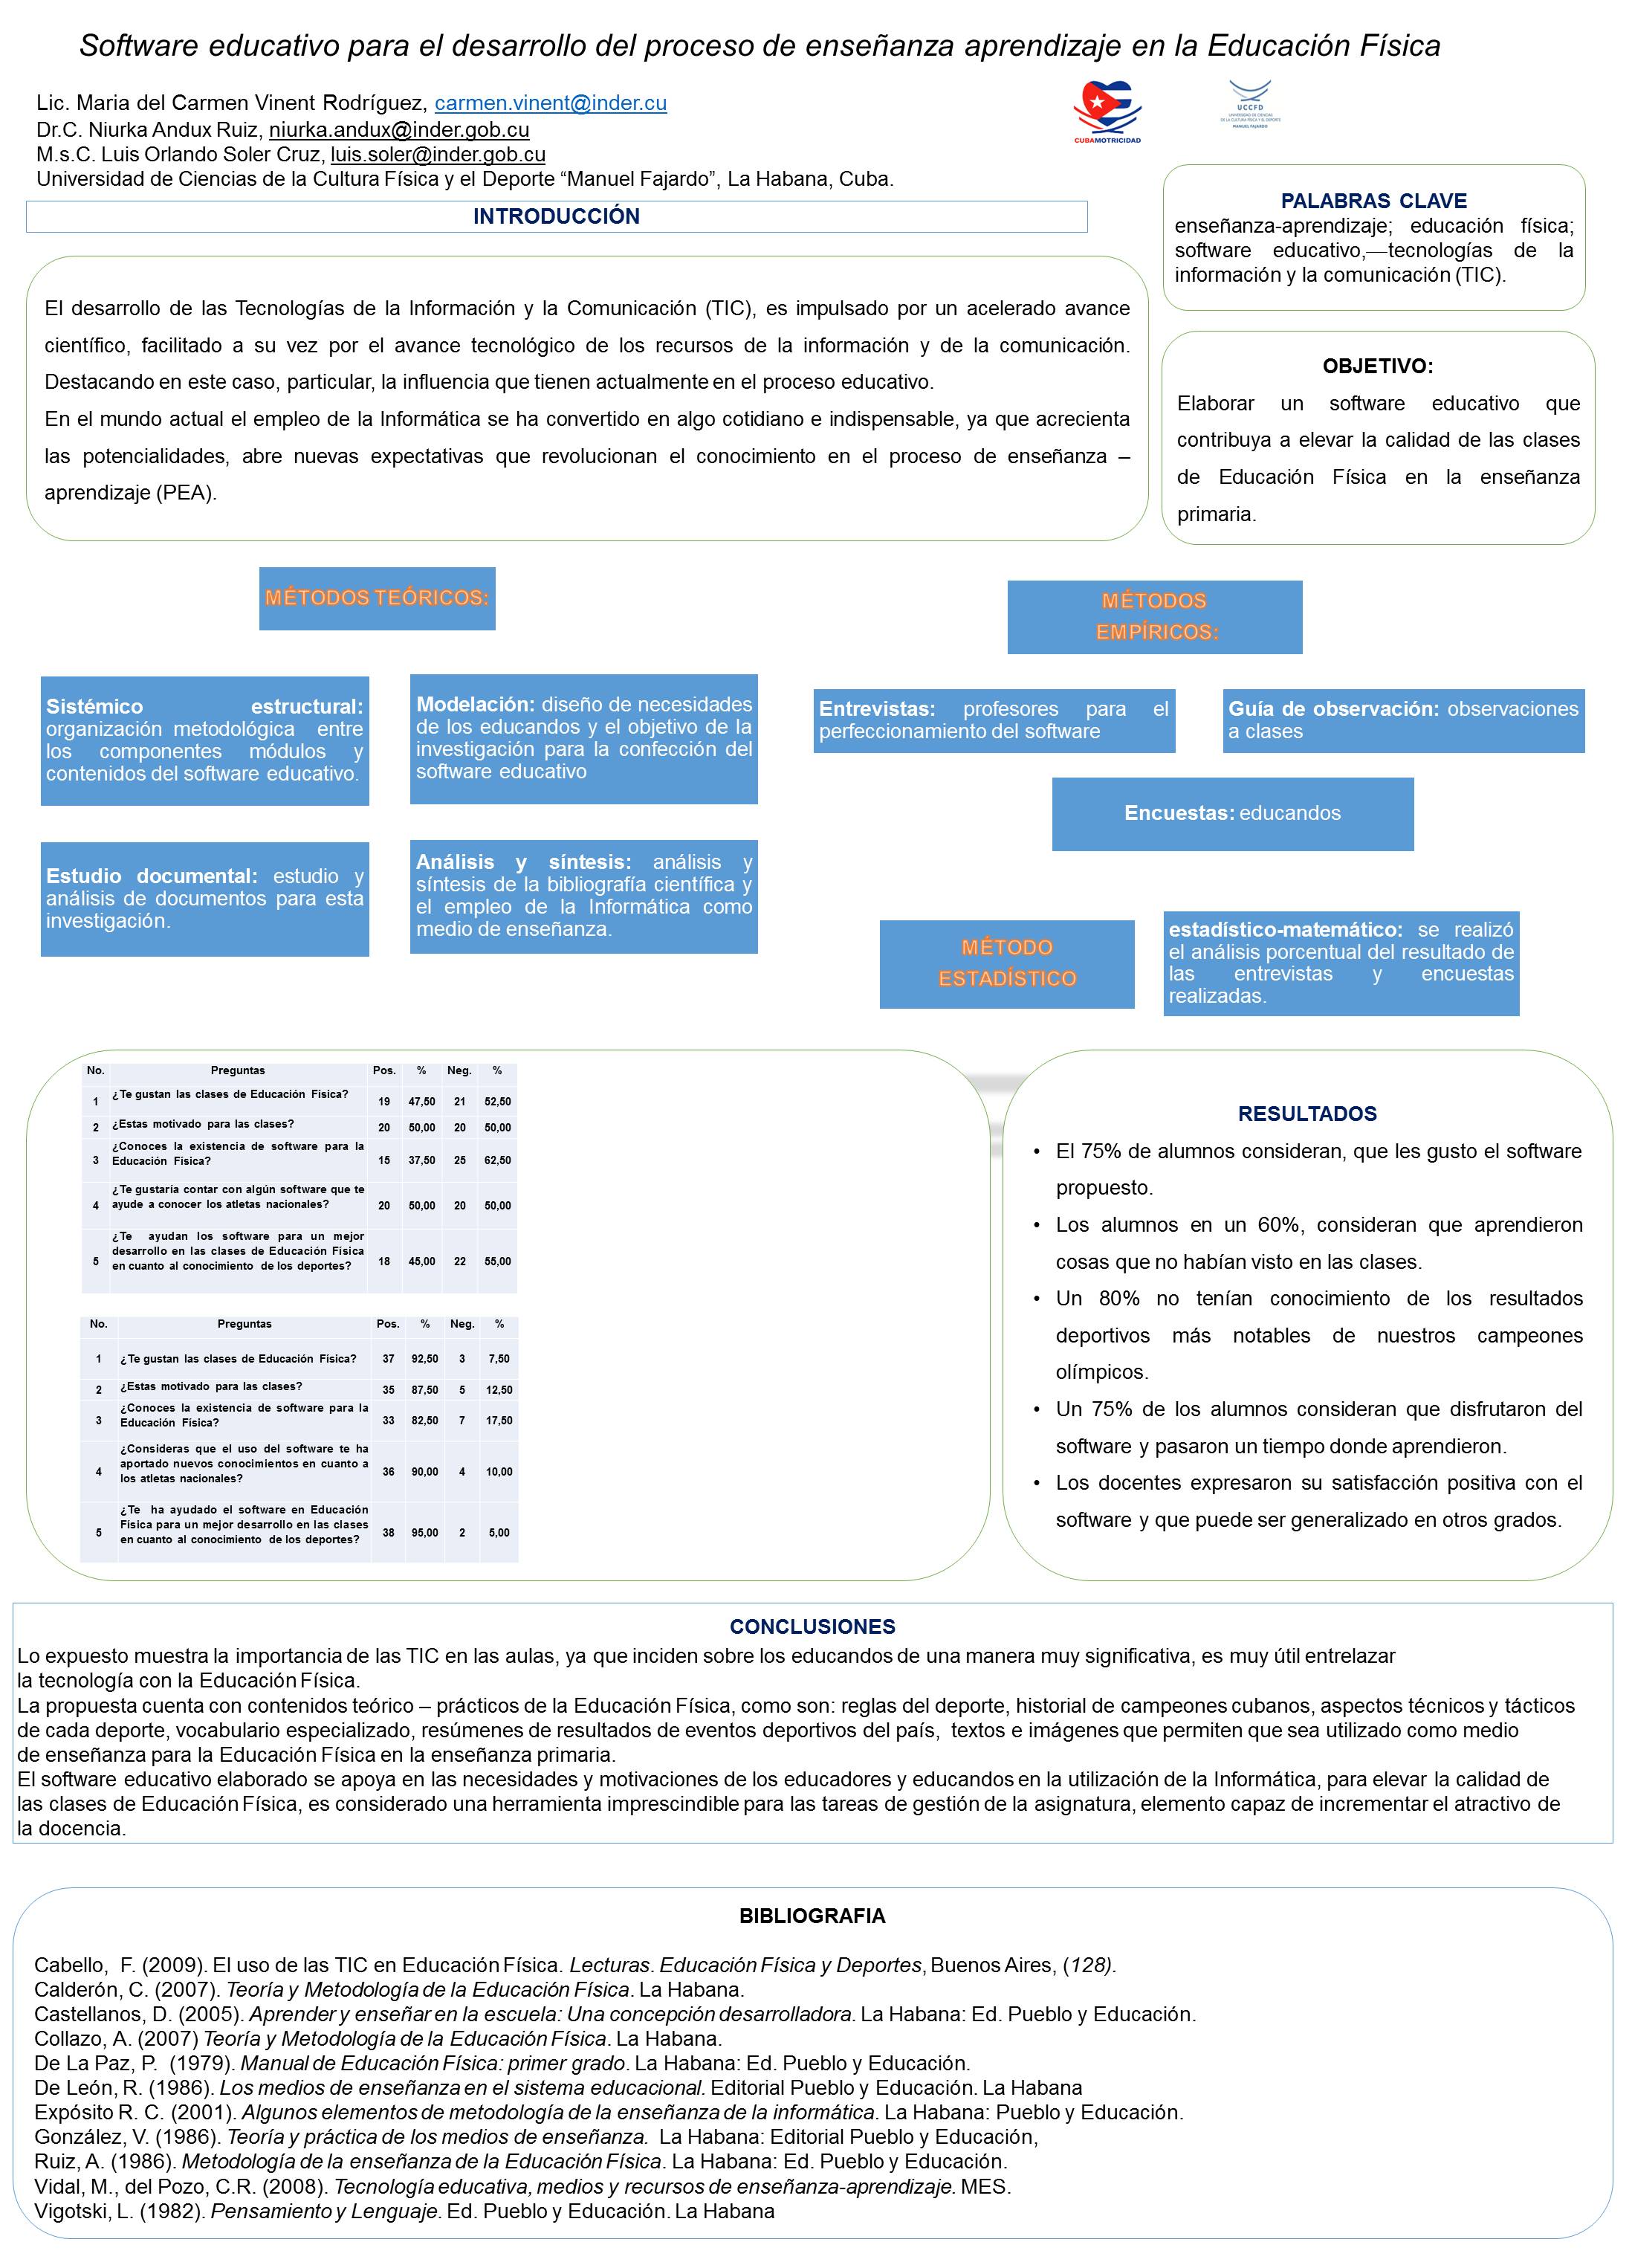 Software educativo para el desarrollo del proceso de enseñanza aprendizaje en la Educación Física
Lic. Maria del Carmen Vinent Rodríguez, carmen.vinent@inder.cu
Dr.C. Niurka Andux Ruiz, niurka.andux@inder.gob.cu
M.s.C. Luis Orlando Soler Cruz, luis.soler@inder.gob.cu
Universidad de Ciencias de la Cultura Física y el Deporte “Manuel Fajardo”, La Habana, Cuba.
CUBAMOTRICIDAD
UCCFD
UNIVERSIDAD DE CIENCIAS
DE LA CULTURA FÍSICA Y EL DEPORTE
MANUEL FAJARDO
INTRODUCCIÓN
El desarrollo de las Tecnologías de la Información y la Comunicación (TIC), es impulsado por un acelerado avance
científico, facilitado a su vez por el avance tecnológico de los recursos de la información y de la comunicación.
Destacando en este caso, particular, la influencia que tienen actualmente en el proceso educativo.
En el mundo actual el empleo de la Informática se ha convertido en algo cotidiano e indispensable, ya que acrecienta
las potencialidades, abre nuevas expectativas que revolucionan el conocimiento en el proceso de enseñanza –
aprendizaje (PEA).
PALABRAS CLAVE
enseñanza-aprendizaje; educación física;
software educativo,—tecnologías de la
información y la comunicación (TIC).
OBJETIVO:
Elaborar un software educativo que
contribuya a elevar la calidad de las clases
de Educación Física en la enseñanza
primaria.
MÉTODOS TEÓRICOS:
Sistémico estructural:
organización metodológica entre
los componentes módulos y
contenidos del software educativo.
Modelación: diseño de necesidades
de los educandos y el objetivo de la
investigación para la confección del
software educativo
Estudio documental: estudio y
análisis de documentos para esta
investigación.
Análisis y síntesis: análisis y
síntesis de la bibliografía científica y
el empleo de la Informática como
medio de enseñanza.
MÉTODOS
EMPÍRICOS:
Entrevistas: profesores para el
perfeccionamiento del software
Guía de observación: observaciones
a clases
Encuestas: educandos
MÉTODO
ESTADÍSTICO
estadístico-matemático: se realizó
el análisis porcentual del resultado de
las entrevistas y encuestas
realizadas.
No. Preguntas Pos. % Neg. %
1 ¿Te gustan las clases de Educación Física? 19 47,50 21 52,50
2 ¿Estas motivado para las clases? 20 50,00 20 50,00
3 ¿Conoces la existencia de software para la
Educación Física? 15 37,50 25 62,50
4 ¿Te gustaría contar con algún software que te
ayude a conocer los atletas nacionales? 20 50,00 20 50,00
¿Te ayudan los software para un mejor
desarrollo en las clases de Educación Física
5 en cuanto al conocimiento de los deportes? 18 45,00 22 55,00
No. Preguntas Pos. % Neg. %
1 ¿Te gustan las clases de Educación Física? 37 92,50 3 7,50
2 ¿Estas motivado para las clases? 35 87,50 5 12,50
3 ¿Conoces la existencia de software para la
Educación Física? 33 82,50 7 17,50
¿Consideras que el uso del software te ha
4 aportado nuevos conocimientos en cuanto a 36 90,00 4 10,00
los atletas nacionales?
¿Te ha ayudado el software en Educación
5 Física para un mejor desarrollo en las clases 38 95,00 2 5,00
en cuanto al conocimiento de los deportes?
RESULTADOS
• El 75% de alumnos consideran, que les gusto el software
propuesto.
• Los alumnos en un 60%, consideran que aprendieron
cosas que no habían visto en las clases.
• Un 80% no tenían conocimiento de los resultados
deportivos más notables de nuestros campeones
olímpicos.
• Un 75% de los alumnos consideran que disfrutaron del
software y pasaron un tiempo donde aprendieron.
• Los docentes expresaron su satisfacción positiva con el
software y que puede ser generalizado en otros grados.
CONCLUSIONES
Lo expuesto muestra la importancia de las TIC en las aulas, ya que inciden sobre los educandos de una manera muy significativa, es muy útil entrelazar
la tecnología con la Educación Física.
La propuesta cuenta con contenidos teórico – prácticos de la Educación Física, como son: reglas del deporte, historial de campeones cubanos, aspectos técnicos y tácticos
de cada deporte, vocabulario especializado, resúmenes de resultados de eventos deportivos del país, textos e imágenes que permiten que sea utilizado como medio
de enseñanza para la Educación Física en la enseñanza primaria.
El software educativo elaborado se apoya en las necesidades y motivaciones de los educadores y educandos en la utilización de la Informática, para elevar la calidad de
las clases de Educación Física, es considerado una herramienta imprescindible para las tareas de gestión de la asignatura, elemento capaz de incrementar el atractivo de
la docencia.
BIBLIOGRAFIA
Cabello, F. (2009). El uso de las TIC en Educación Física. Lecturas. Educación Física y Deportes, Buenos Aires, (128).
Calderón, C. (2007). Teoría y Metodología de la Educación Física. La Habana.
Castellanos, D. (2005). Aprender y enseñar en la escuela: Una concepción desarrolladora. La Habana: Ed. Pueblo y Educación.
Collazo, A. (2007) Teoría y Metodología de la Educación Física. La Habana.
De La Paz, P. (1979). Manual de Educación Física: primer grado. La Habana: Ed. Pueblo y Educación.
De León, R. (1986). Los medios de enseñanza en el sistema educacional. Editorial Pueblo y Educación. La Habana
Expósito R. C. (2001). Algunos elementos de metodología de la enseñanza de la informática. La Habana: Pueblo y Educación.
González, V. (1986). Teoría y práctica de los medios de enseñanza. La Habana: Editorial Pueblo y Educación,
Ruiz, A. (1986). Metodología de la enseñanza de la Educación Física. La Habana: Ed. Pueblo y Educación.
Vidal, M., del Pozo, C.R. (2008). Tecnología educativa, medios y recursos de enseñanza-aprendizaje. MES.
Vigotski, L. (1982). Pensamiento y Lenguaje. Ed. Pueblo y Educación. La Habana